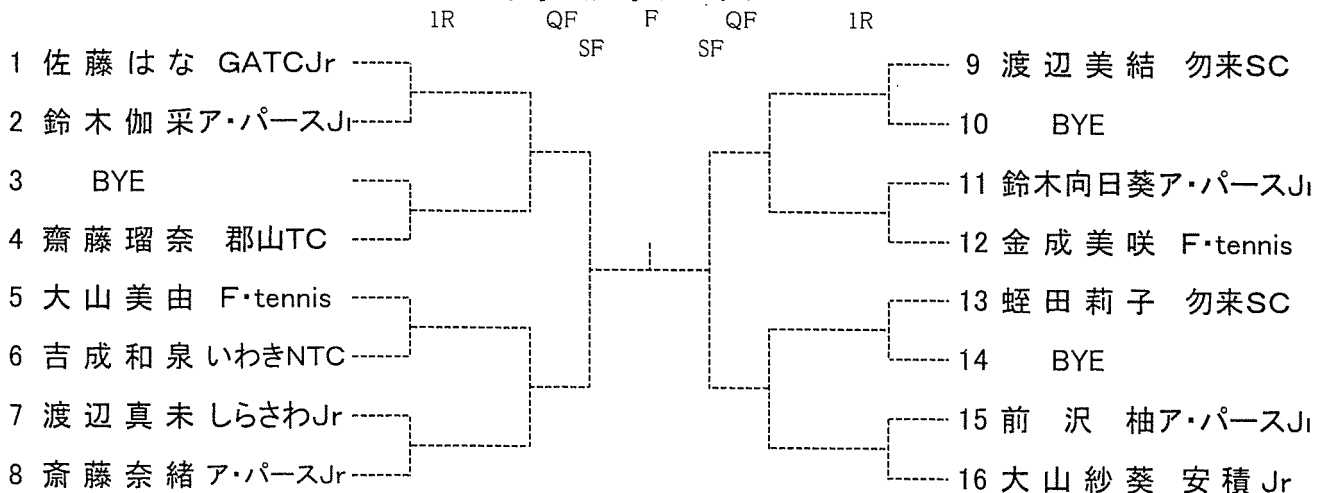 1R QF F QF 1R
SF SF
1 佐藤はな GATCJr
2 鈴木伽采 ア・パースJr
3 BYE
4 齋藤瑠奈 郡山TC
5 大山美由 F・tennis
6 吉成和泉 いわきNTC
7 渡辺真未 しらさわJr
8 斎藤奈緒 ア・パースJr
9 渡辺美結 勿来SC
10 BYE
11 鈴木向日葵 ア・パースJr
12 金成美咲 F・tennis
13 蛭田莉子 勿来SC
14 BYE
15 前沢 柚 ア・パースJr
16 大山紗葵 安積Jr